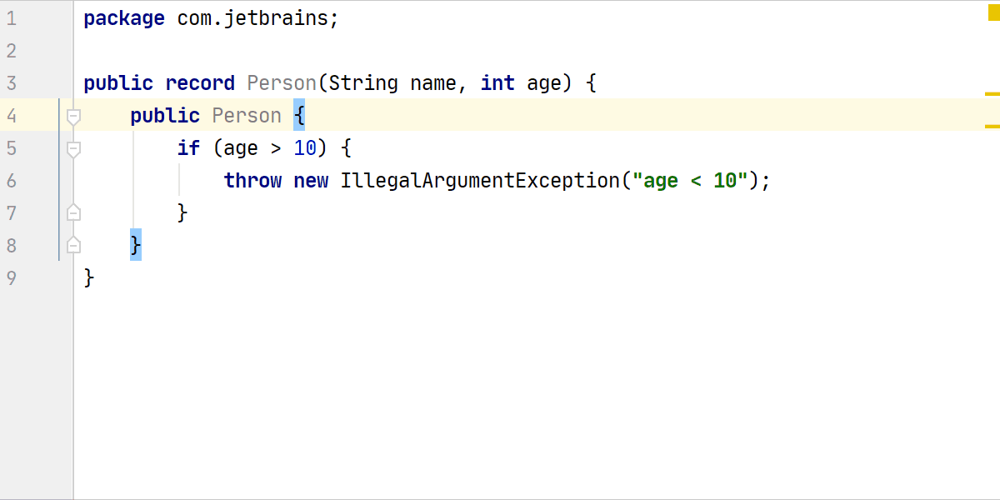 1 package com.jetbrains;
2
3 public record Person(String name, int age) {
4     public Person {
5         if (age > 10) {
6             throw new IllegalArgumentException("age < 10");
7         }
8     }
9 }